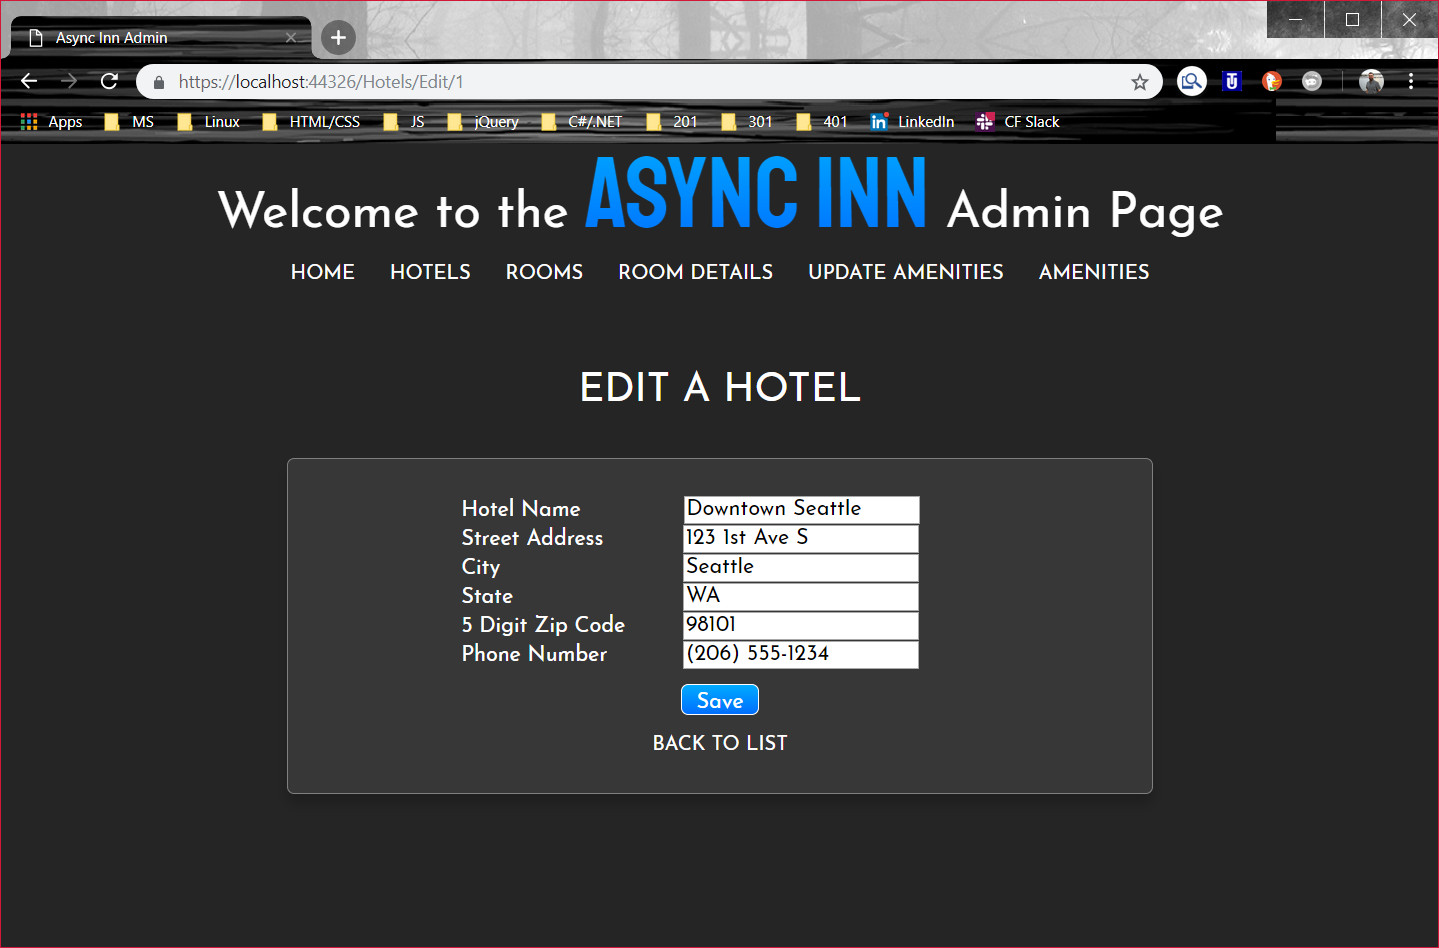 Async Inn Admin
https://localhost:44326/Hotels/Edit/1
Apps MS Linux HTML/CSS JS jQuery C#/.NET 201 301 401 LinkedIn CF Slack
Welcome to the ASYNC INN Admin Page
HOME HOTELS ROOMS ROOM DETAILS UPDATE AMENITIES AMENITIES
EDIT A HOTEL
Hotel Name Downtown Seattle
Street Address 123 1st Ave S
City Seattle
State WA
5 Digit Zip Code 98101
Phone Number (206) 555-1234
Save
BACK TO LIST